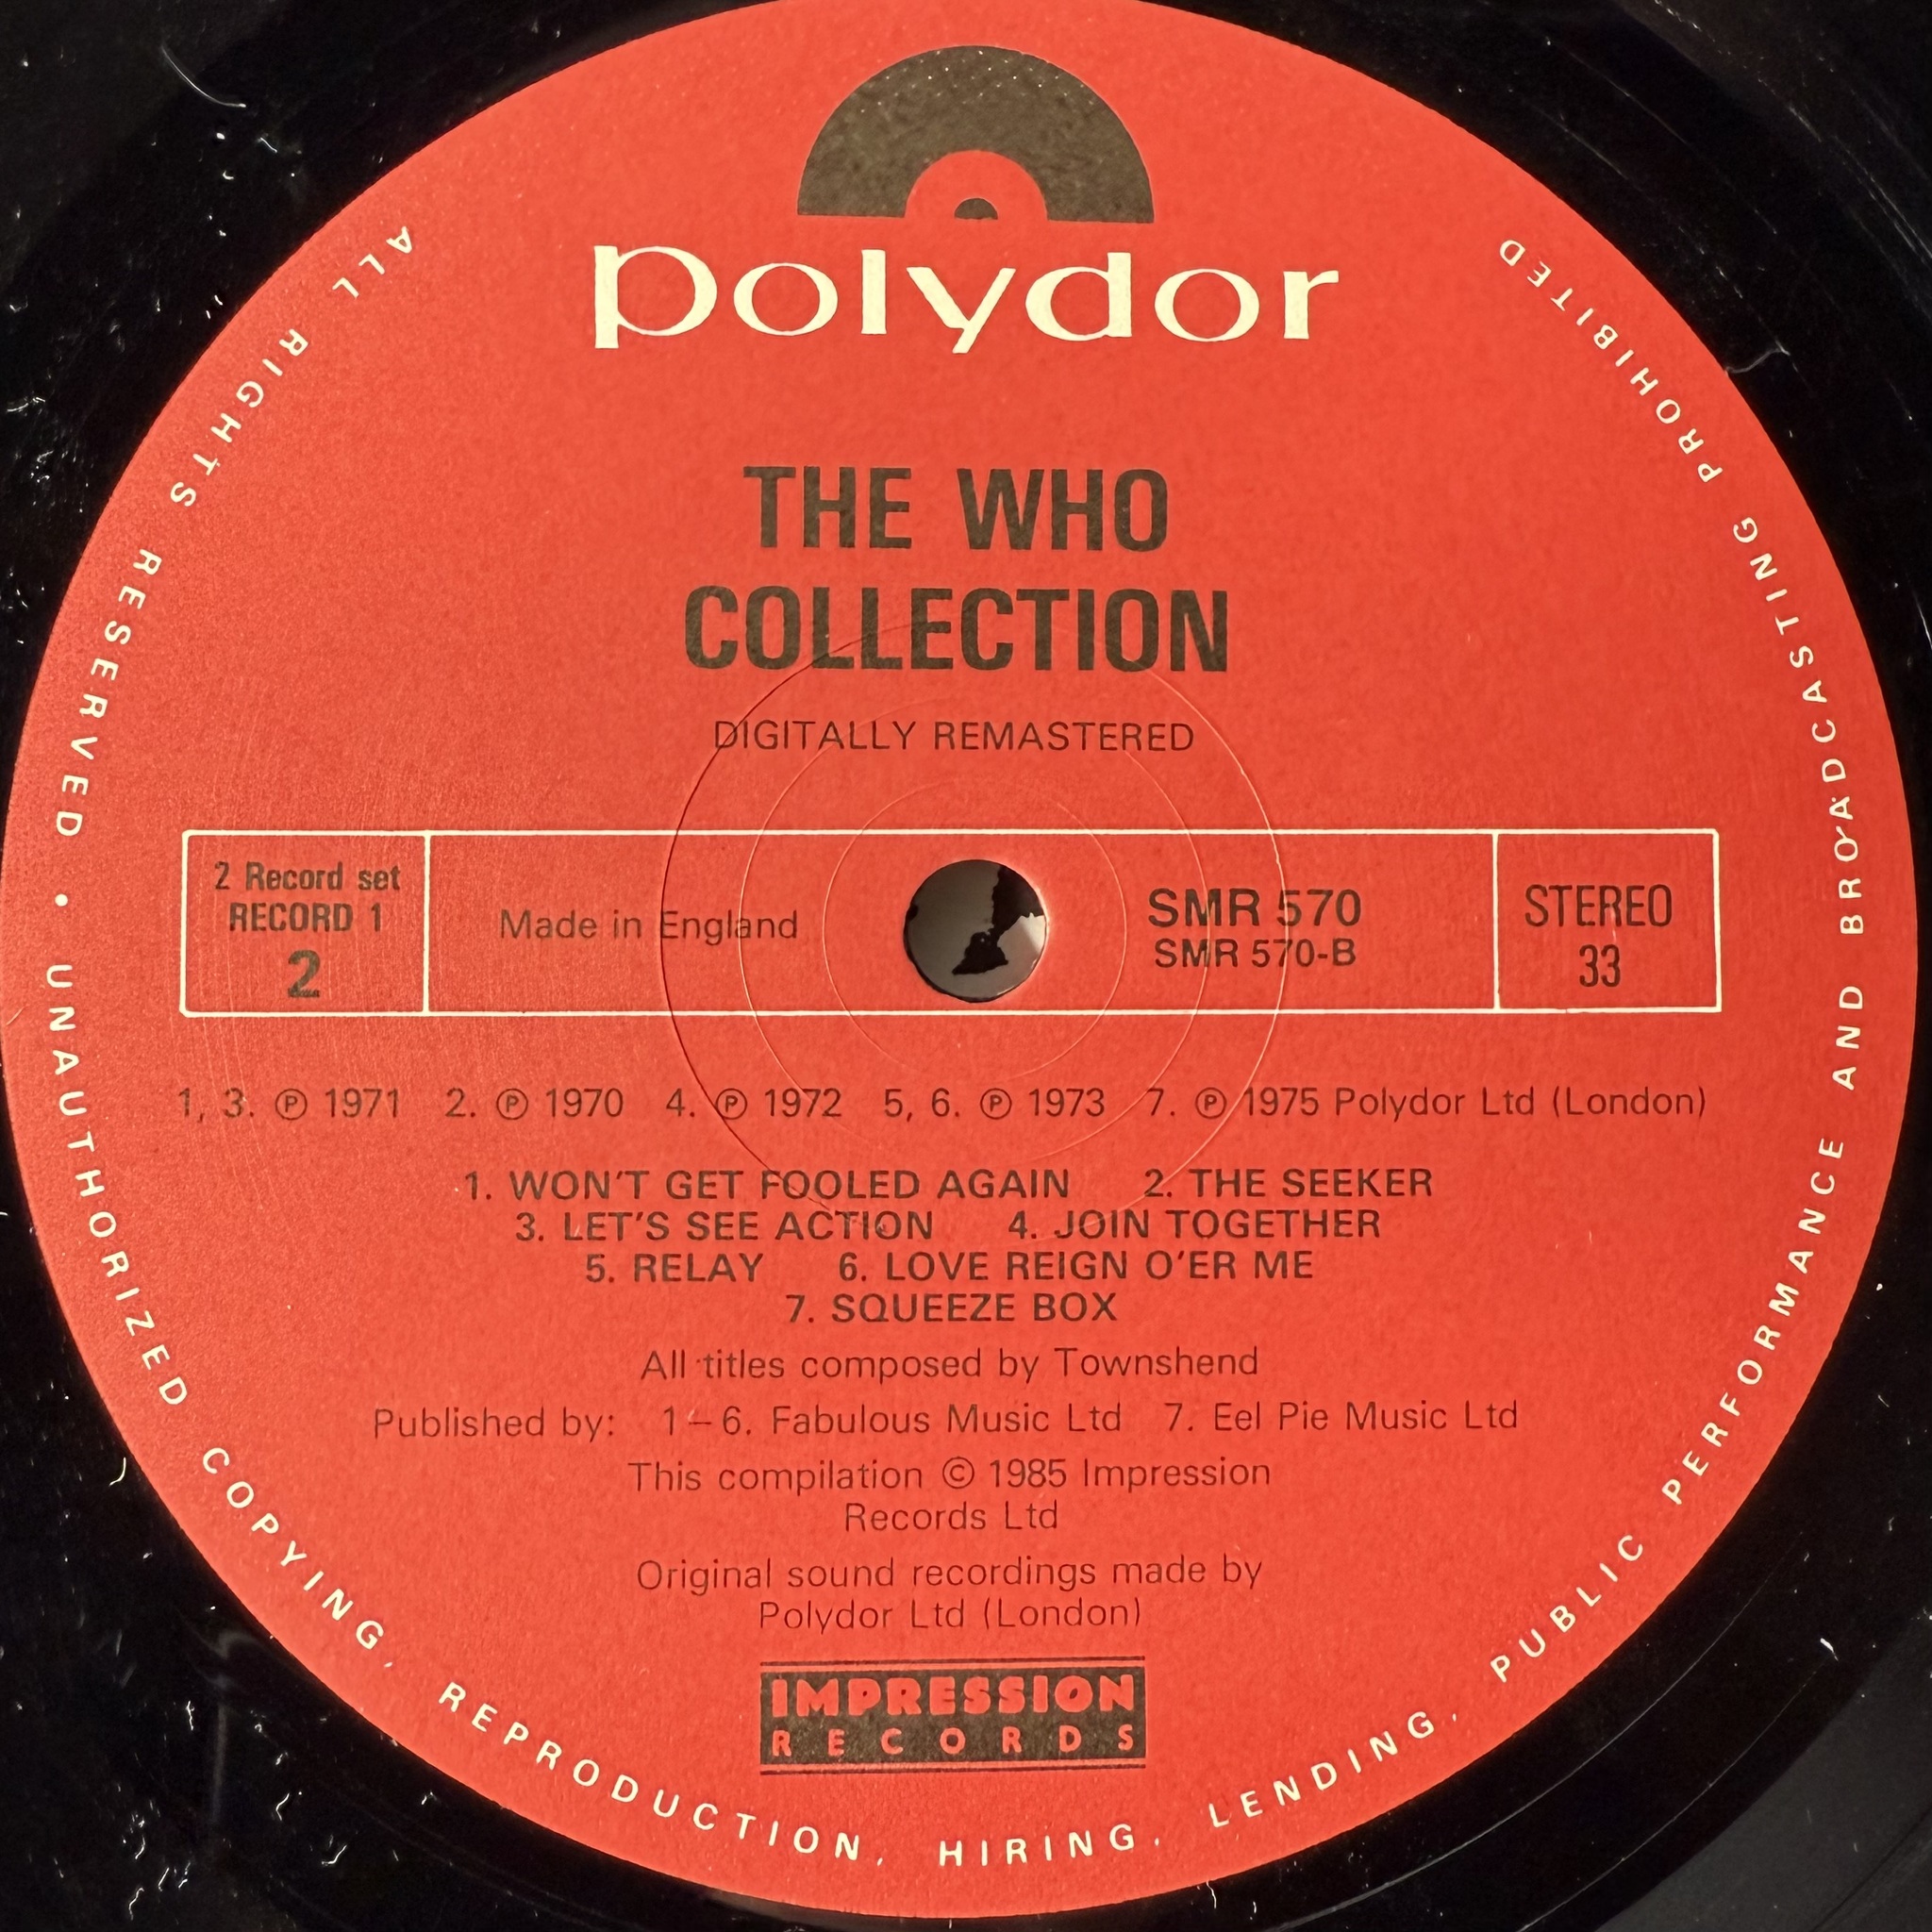 polydor
THE WHO
COLLECTION
DIGITALLY REMASTERED
2 Record set
RECORD 1
2
Made in England
SMR 570
SMR 570-B
STEREO
33
1, 3. ℗ 1971 2. ℗ 1970 4. ℗ 1972 5, 6. ℗ 1973 7. ℗ 1975 Polydor Ltd (London)
1. WON'T GET FOOLED AGAIN 2. THE SEEKER
3. LET'S SEE ACTION 4. JOIN TOGETHER
5. RELAY 6. LOVE REIGN O'ER ME
7. SQUEEZE BOX
All titles composed by Townshend
Published by: 1 – 6. Fabulous Music Ltd 7. Eel Pie Music Ltd
This compilation © 1985 Impression
Records Ltd
Original sound recordings made by
Polydor Ltd (London)
IMPRESSION
RECORDS
ALL RIGHTS RESERVED • UNAUTHORIZED COPYING, REPRODUCTION, HIRING, LENDING, PUBLIC PERFORMANCE AND BROADCASTING PROHIBITED